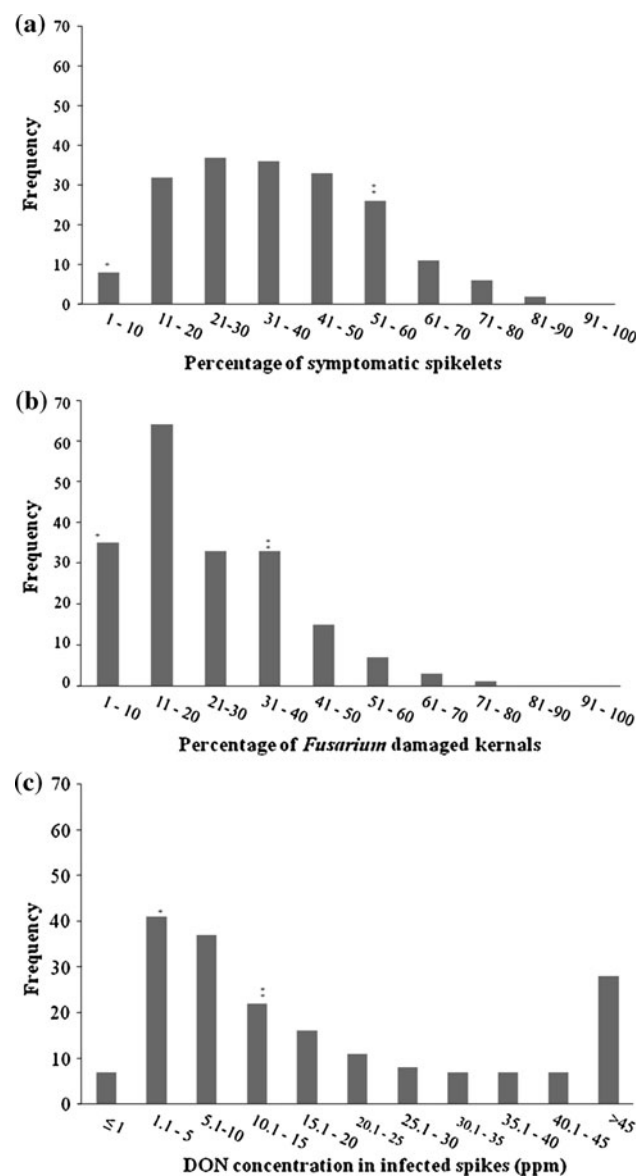 (a)
70
60
50
40
30
20
10
0
Frequency
*
*
*
1 - 10
11 - 20
21-30
31 - 40
41 - 50
51 - 60
61 - 70
71 - 80
81 -90
91 - 100
Percentage of symptomatic spikelets
(b)
70
60
50
40
30
20
10
0
Frequency
*
*
*
1 - 10
11 - 20
21-30
31 - 40
41 - 50
51 - 60
61 - 70
71 - 80
81 -90
91 - 100
Percentage of Fusarium damaged kernals
(c)
70
60
50
40
30
20
10
0
Frequency
*
*
*
≤ 1
1.1 - 5
5.1-10
10.1 - 15
15.1 - 20
20.1 - 25
25.1 - 30
30.1 - 35
35.1 - 40
40.1 - 45
>45
DON concentration in infected spikes (ppm)